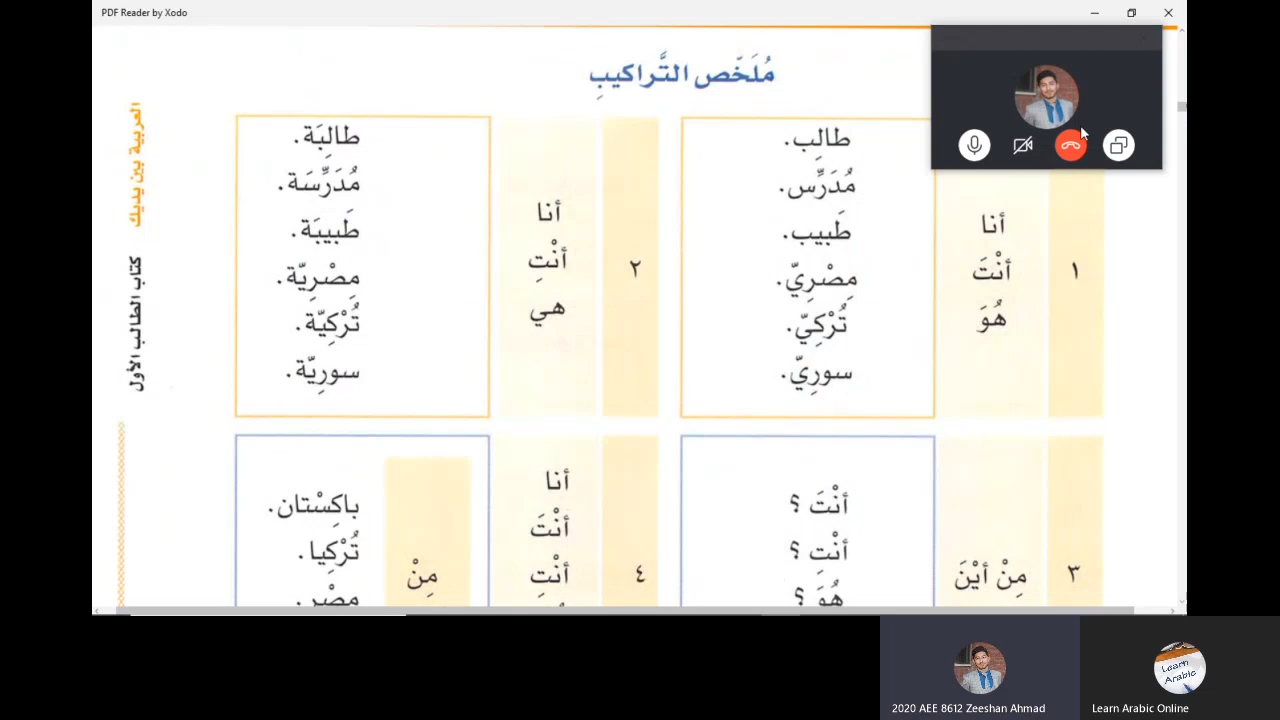 PDF Reader by Xodo
مُلَخّص التَّراكيبِ
١
أنا
أنْتَ
هُوَ
طالِب.
مُدَرِّس.
طَبيب.
مِصْرِيّ.
تُرْكِيّ.
سورِيّ.
٢
أنا
أنْتِ
هي
طالِبَة.
مُدَرِّسَة.
طَبيبَة.
مِصْرِيّة.
تُرْكِيّة.
سورِيّة.
٣
مِنْ أيْنَ
أنْتَ ؟
أنْتِ ؟
هُوَ ؟
٤
أنا
أنْتَ
أنْتِ
مِنْ
باكِسْتان.
تُرْكِيا.
مصْر.
العربية بين يديك
كتاب الطالب الأول
Learn
Arabic
2020 AEE 8612 Zeeshan Ahmad
Learn Arabic Online